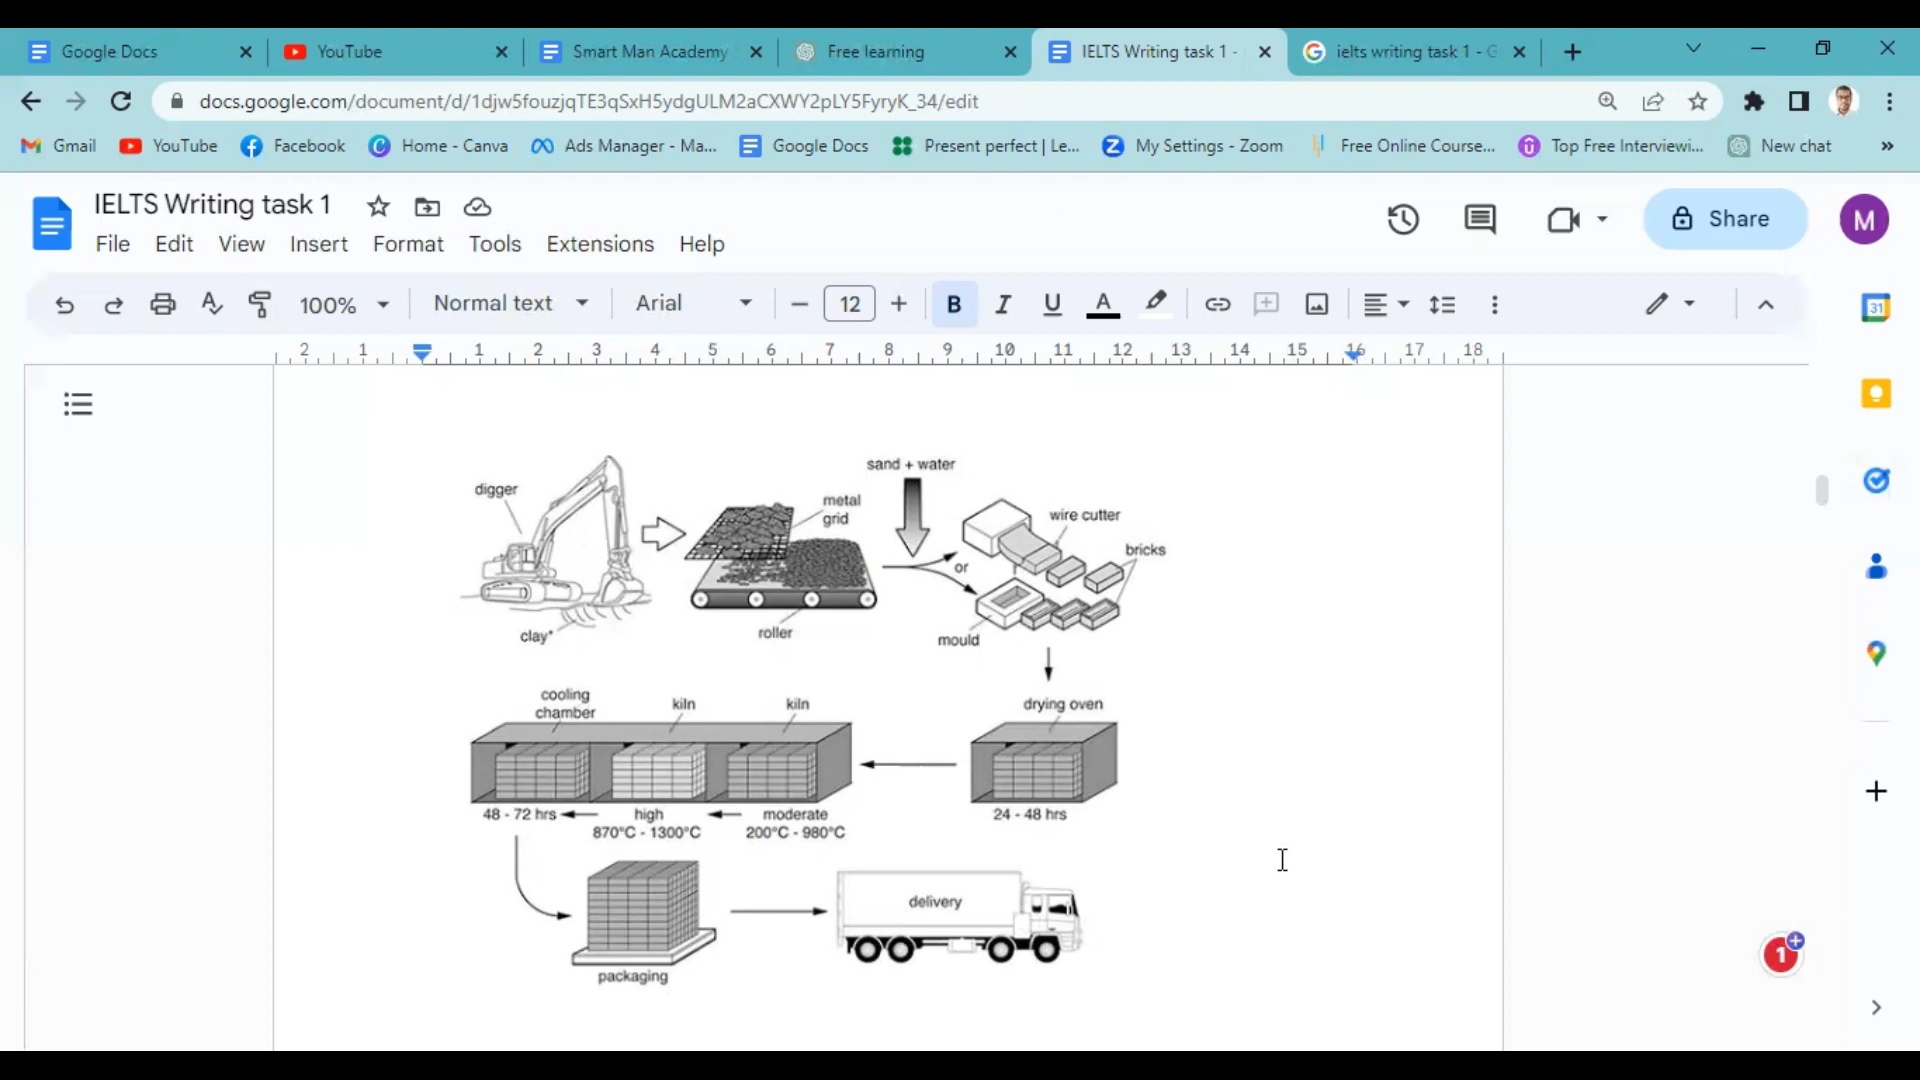 Google Docs
YouTube
Smart Man Academy
Free learning
IELTS Writing task 1 -
ielts writing task 1 - G
docs.google.com/document/d/1djw5fouzjqTE3qSxH5ydgULM2aCXWY2pLY5FyryK_34/edit
Gmail
YouTube
Facebook
Home - Canva
Ads Manager - Ma...
Google Docs
Present perfect | Le...
My Settings - Zoom
Free Online Course...
Top Free Interviewi...
New chat
»
IELTS Writing task 1
Share
M
File Edit View Insert Format Tools Extensions Help
100% Normal text Arial 12 B I U A
31
2 1 1 2 3 4 5 6 7 8 9 10 11 12 13 14 15 16 17 18
sand + water
digger
metal
grid
wire cutter
bricks
or
clay*
roller
mould
cooling
chamber
kiln
kiln
drying oven
48 - 72 hrs
high
870°C - 1300°C
moderate
200°C - 980°C
24 - 48 hrs
delivery
packaging
1